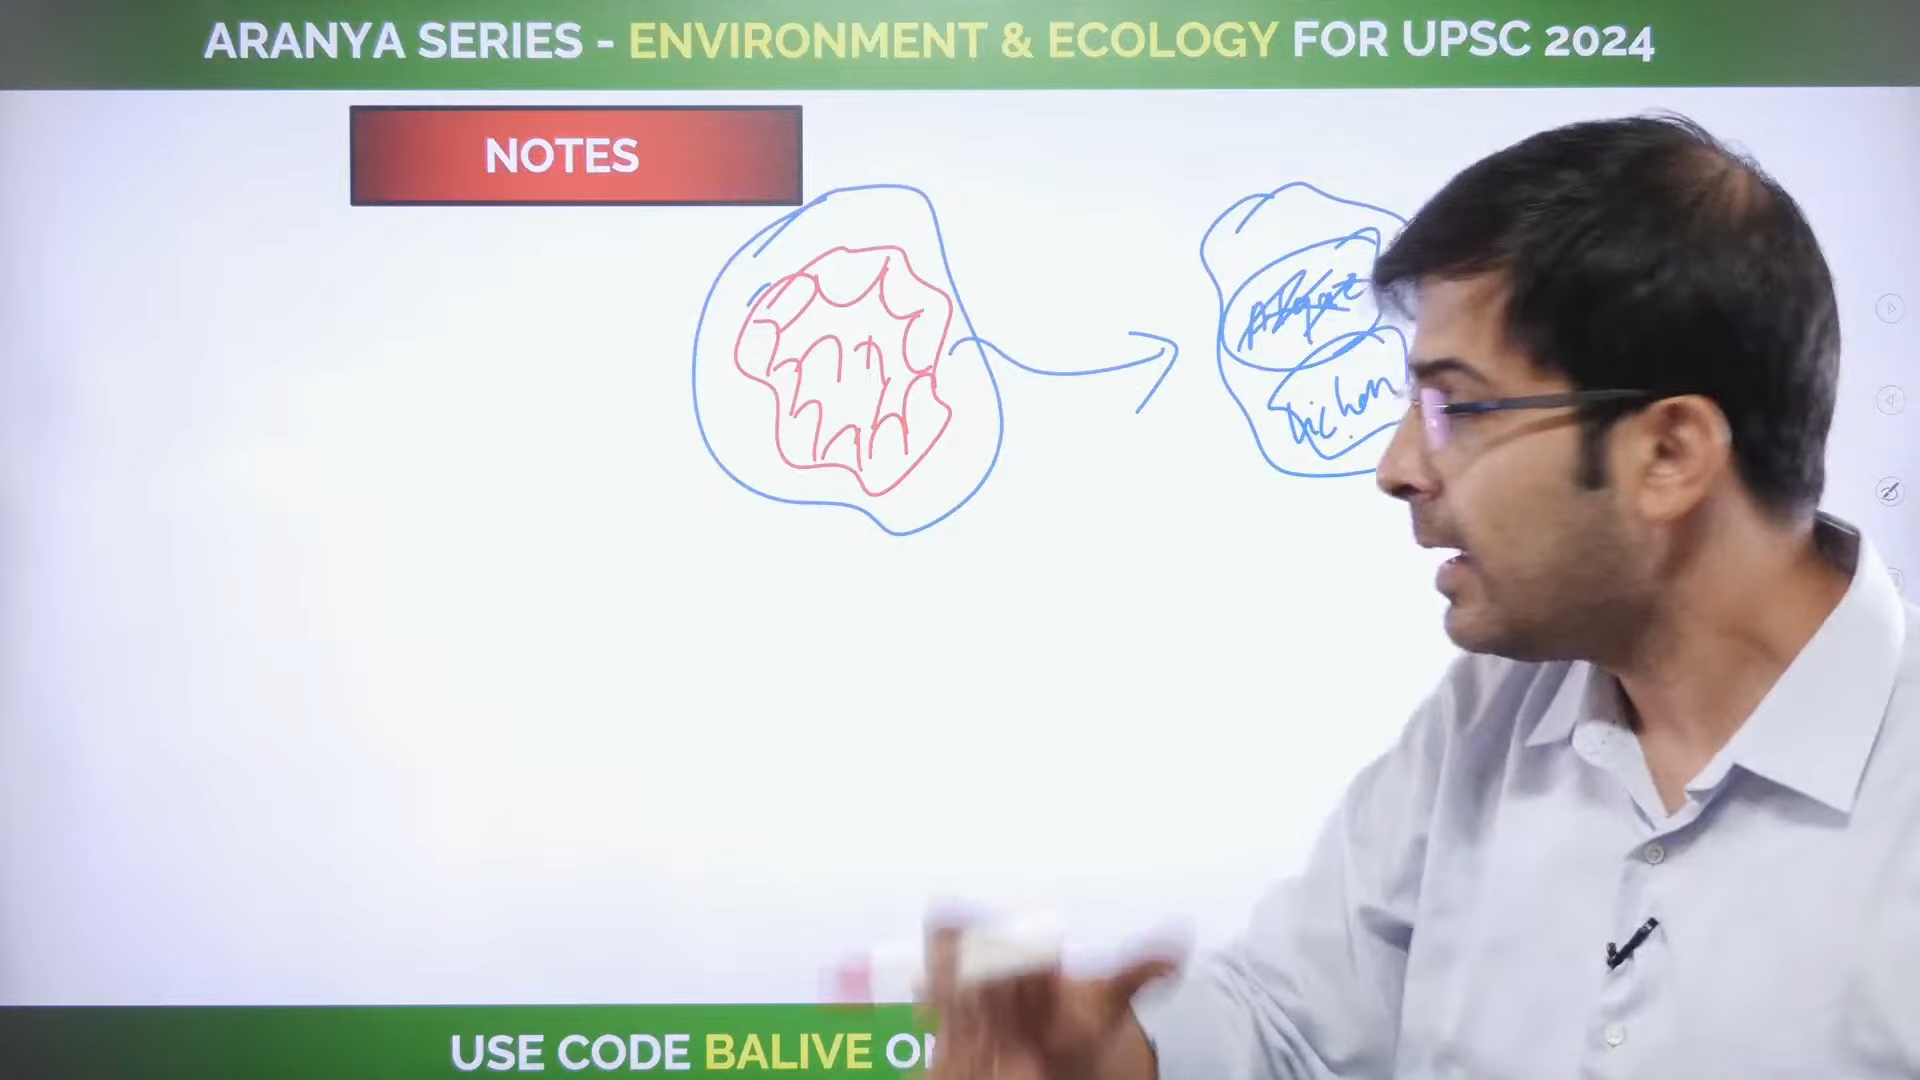 ARANYA SERIES - ENVIRONMENT & ECOLOGY FOR UPSC 2024
NOTES
USE CODE BALIVE ON